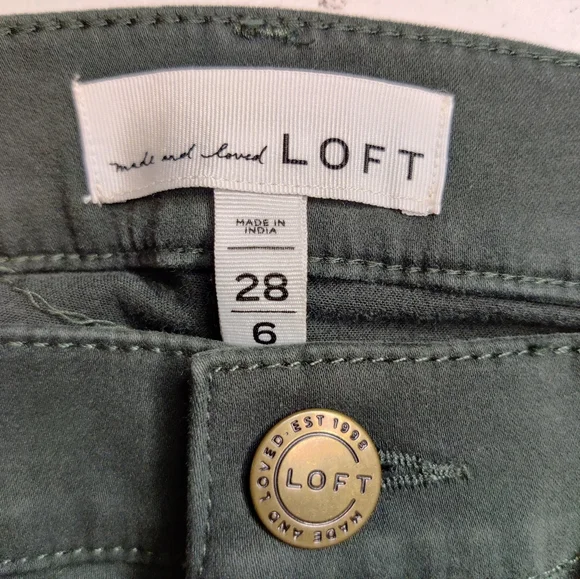 made and loved LOFT
MADE IN
INDIA
28
6
MADE AND LOVED · EST 1998
LOFT